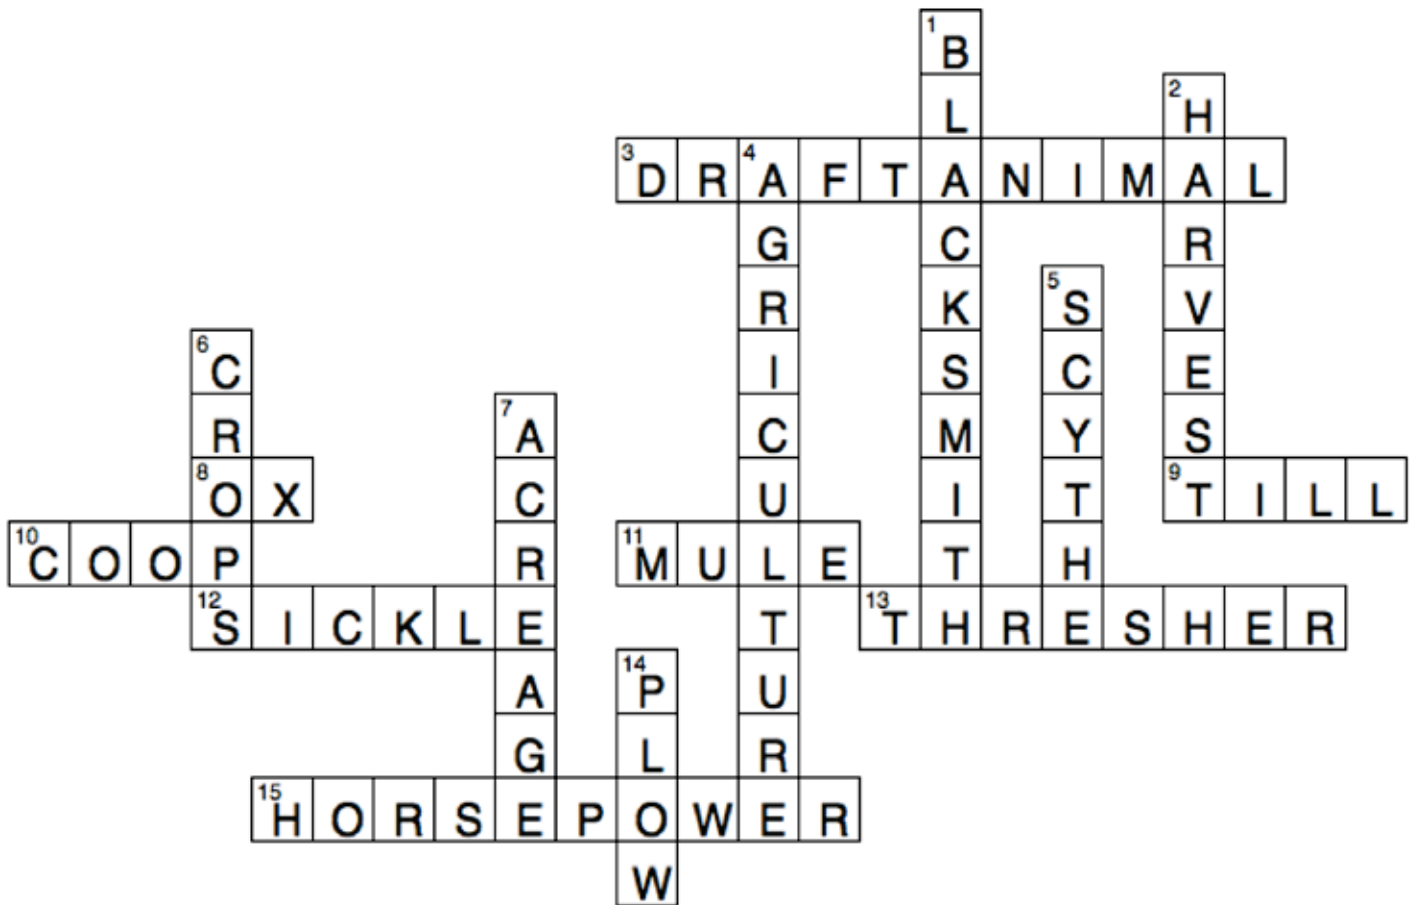 1 B
L 2 H
3 D R 4 A F T A N I M A L
G C R
R K 5 S V
6 C I S C E
R 7 A C M Y S
8 O X C U I T 9 T I L L
10 C O O P R 11 M U L E T H
12 S I C K L E T 13 T H R E S H E R
A 14 P U
G L R
15 H O R S E P O W E R
W